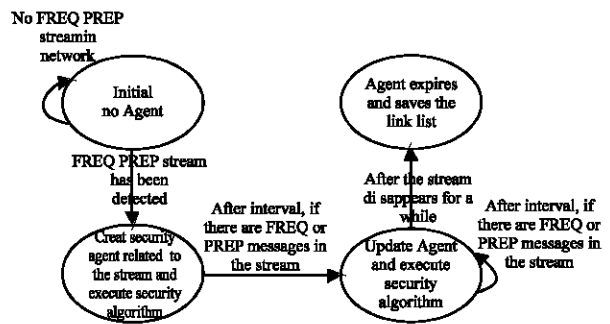 No FREQ PREP
streamin
network
Initial
no Agent
FREQ PREP stream
has been
detected
Creat security
agent related to
the stream and
execute security
algorithm
After interval, if
there are FREQ or
PREP messages in
the stream
Agent expires
and saves the
link list
After the stream
di sappears for a
while
Update Agent
and execute
security
algorithm
After interval, if
there are FREQ or
PREP messages in
the stream